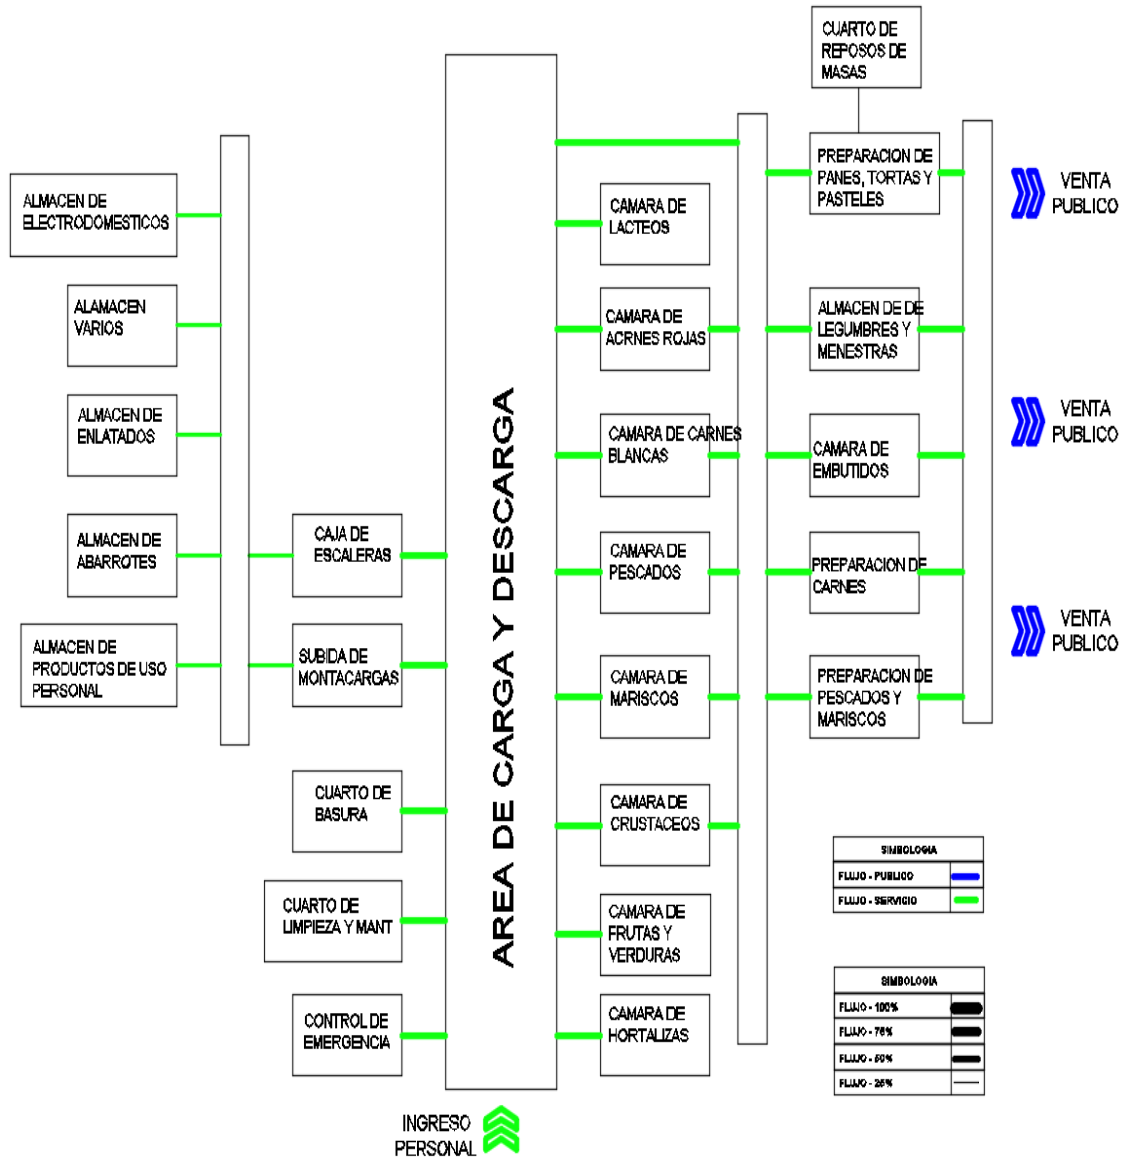 CUARTO DE
REPOSOS DE
MASAS
ALMACEN DE
ELECTRODOMESTICOS
ALAMACEN
VARIOS
ALMACEN DE
ENLATADOS
ALMACEN DE
ABARROTES
ALMACEN DE
PRODUCTOS DE USO
PERSONAL
CAJA DE
ESCALERAS
SUBIDA DE
MONTACARGAS
CUARTO DE
BASURA
CUARTO DE
LIMPIEZA Y MANT
CONTROL DE
EMERGENCIA
AREA DE CARGA Y DESCARGA
INGRESO
PERSONAL
CAMARA DE
LACTEOS
CAMARA DE
ACRNES ROJAS
CAMARA DE CARNES
BLANCAS
CAMARA DE
PESCADOS
CAMARA DE
MARISCOS
CAMARA DE
CRUSTACEOS
CAMARA DE
FRUTAS Y
VERDURAS
CAMARA DE
HORTALIZAS
PREPARACION DE
PANES, TORTAS Y
PASTELES
ALMACEN DE DE
LEGUMBRES Y
MENESTRAS
CAMARA DE
EMBUTIDOS
PREPARACION DE
CARNES
PREPARACION DE
PESCADOS Y
MARISCOS
VENTA
PUBLICO
VENTA
PUBLICO
VENTA
PUBLICO
SIMBOLOGIA
FLUJO - PUBLICO
FLUJO - SERVICIO
SIMBOLOGIA
FLUJO - 100%
FLUJO - 75%
FLUJO - 50%
FLUJO - 25%